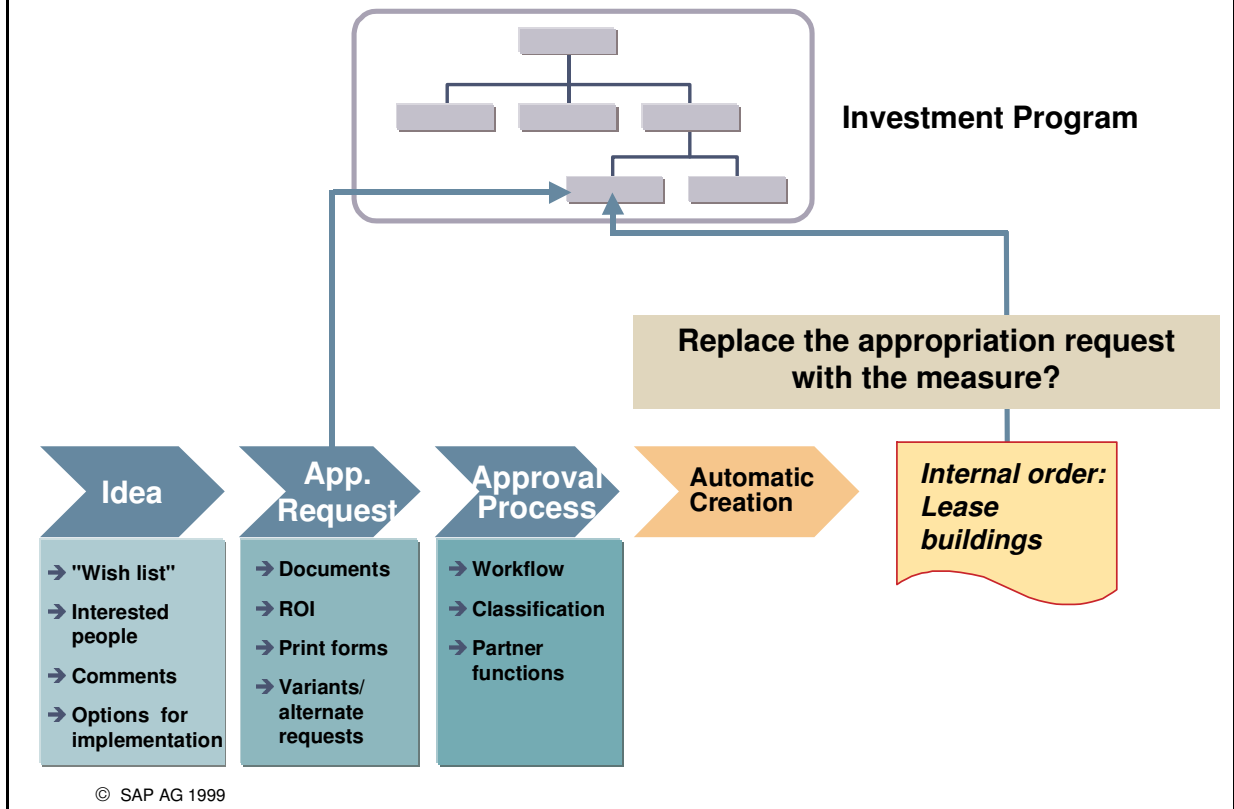 Investment Program
Replace the appropriation request
with the measure?
Idea
App.
Request
Approval
Process
Automatic
Creation
Internal order:
Lease
buildings
"Wish list"
Interested
people
Comments
Options for
implementation
Documents
ROI
Print forms
Variants/
alternate
requests
Workflow
Classification
Partner
functions
© SAP AG 1999